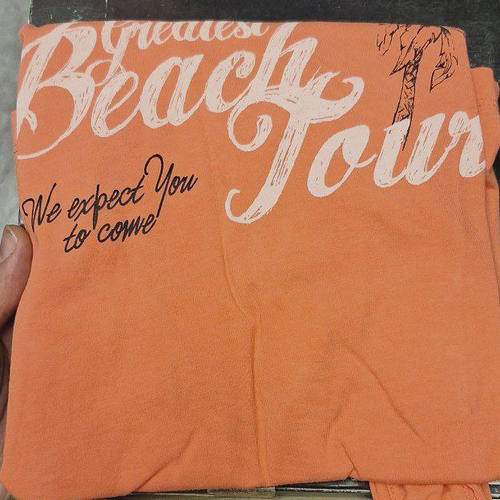 Greatest
Beach
Tour
We expect You
to come